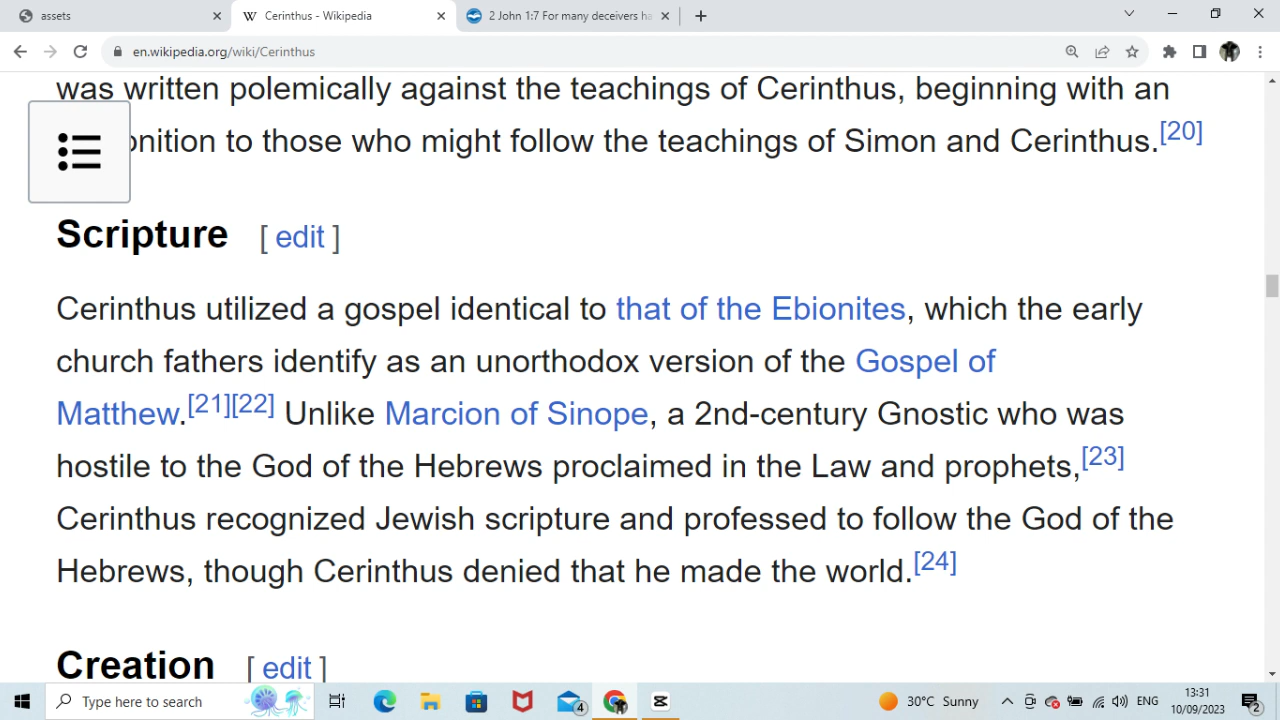 assets
Cerinthus - Wikipedia
2 John 1:7 For many deceivers ha
en.wikipedia.org/wiki/Cerinthus
was written polemically against the teachings of Cerinthus, beginning with an
onition to those who might follow the teachings of Simon and Cerinthus.[20]
Scripture [ edit ]
Cerinthus utilized a gospel identical to that of the Ebionites, which the early
church fathers identify as an unorthodox version of the Gospel of
Matthew.[21][22] Unlike Marcion of Sinope, a 2nd-century Gnostic who was
hostile to the God of the Hebrews proclaimed in the Law and prophets,[23]
Cerinthus recognized Jewish scripture and professed to follow the God of the
Hebrews, though Cerinthus denied that he made the world.[24]
Creation [ edit ]
Type here to search
4
30°C Sunny
ENG
13:31
10/09/2023
2